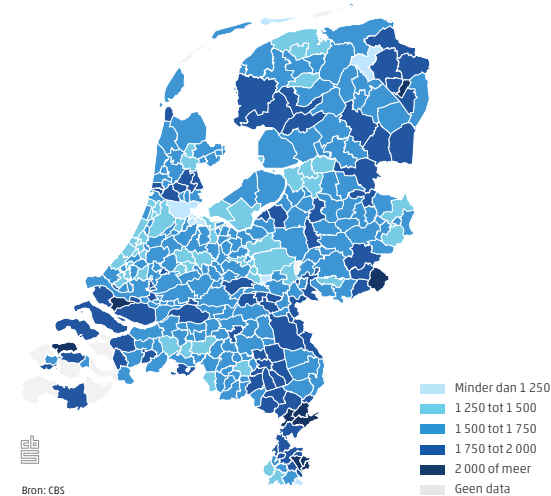 Minder dan 1 250
1 250 tot 1 500
1 500 tot 1 750
1 750 tot 2 000
2 000 of meer
Geen data
Bron: CBS